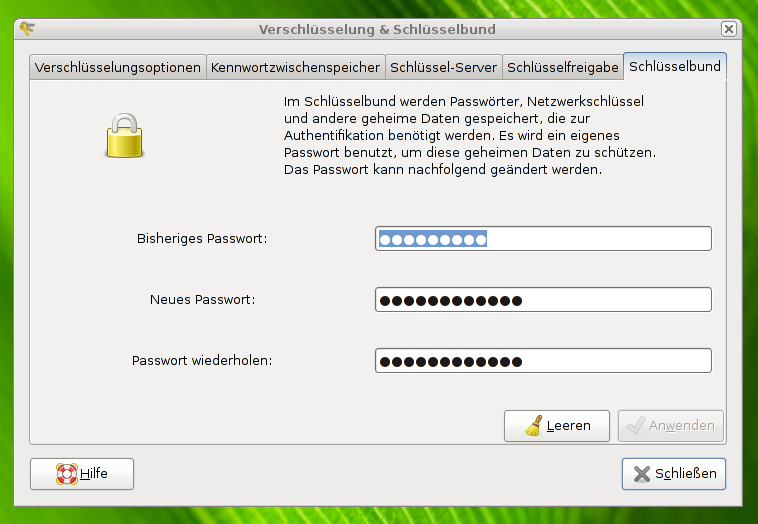 Verschlüsselung & Schlüsselbund
Verschlüsselungsoptionen Kennwortzwischenspeicher Schlüssel-Server Schlüsselfreigabe Schlüsselbund
Im Schlüsselbund werden Passwörter, Netzwerkschlüssel
und andere geheime Daten gespeichert, die zur
Authentifikation benötigt werden. Es wird ein eigenes
Passwort benutzt, um diese geheimen Daten zu schützen.
Das Passwort kann nachfolgend geändert werden.
Bisheriges Passwort: ●●●●●●●●●
Neues Passwort: ●●●●●●●●●●●●
Passwort wiederholen: ●●●●●●●●●●●●
Leeren Anwenden
Hilfe Schließen